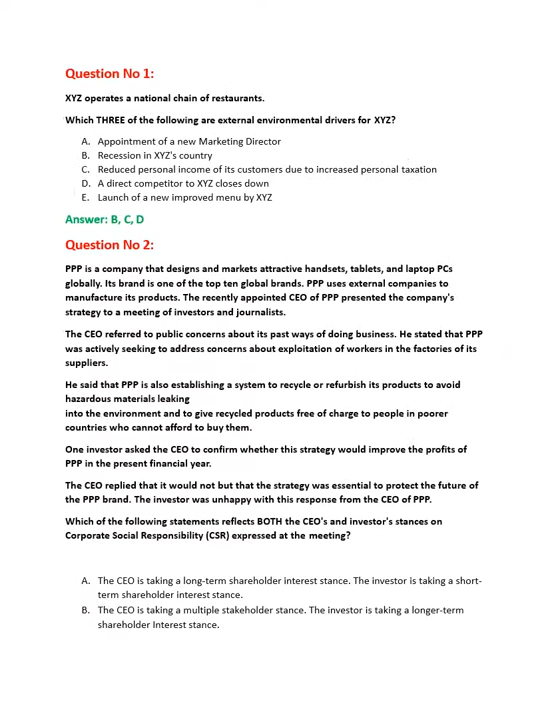 Question No 1:
XYZ operates a national chain of restaurants.
Which THREE of the following are external environmental drivers for XYZ?
A. Appointment of a new Marketing Director
B. Recession in XYZ's country
C. Reduced personal income of its customers due to increased personal taxation
D. A direct competitor to XYZ closes down
E. Launch of a new improved menu by XYZ
Answer: B, C, D
Question No 2:
PPP is a company that designs and markets attractive handsets, tablets, and laptop PCs
globally. Its brand is one of the top ten global brands. PPP uses external companies to
manufacture its products. The recently appointed CEO of PPP presented the company's
strategy to a meeting of investors and journalists.
The CEO referred to public concerns about its past ways of doing business. He stated that PPP
was actively seeking to address concerns about exploitation of workers in the factories of its
suppliers.
He said that PPP is also establishing a system to recycle or refurbish its products to avoid
hazardous materials leaking
into the environment and to give recycled products free of charge to people in poorer
countries who cannot afford to buy them.
One investor asked the CEO to confirm whether this strategy would improve the profits of
PPP in the present financial year.
The CEO replied that it would not but that the strategy was essential to protect the future of
the PPP brand. The investor was unhappy with this response from the CEO of PPP.
Which of the following statements reflects BOTH the CEO's and investor's stances on
Corporate Social Responsibility (CSR) expressed at the meeting?
A. The CEO is taking a long-term shareholder interest stance. The investor is taking a short-
term shareholder interest stance.
B. The CEO is taking a multiple stakeholder stance. The investor is taking a longer-term
shareholder Interest stance.